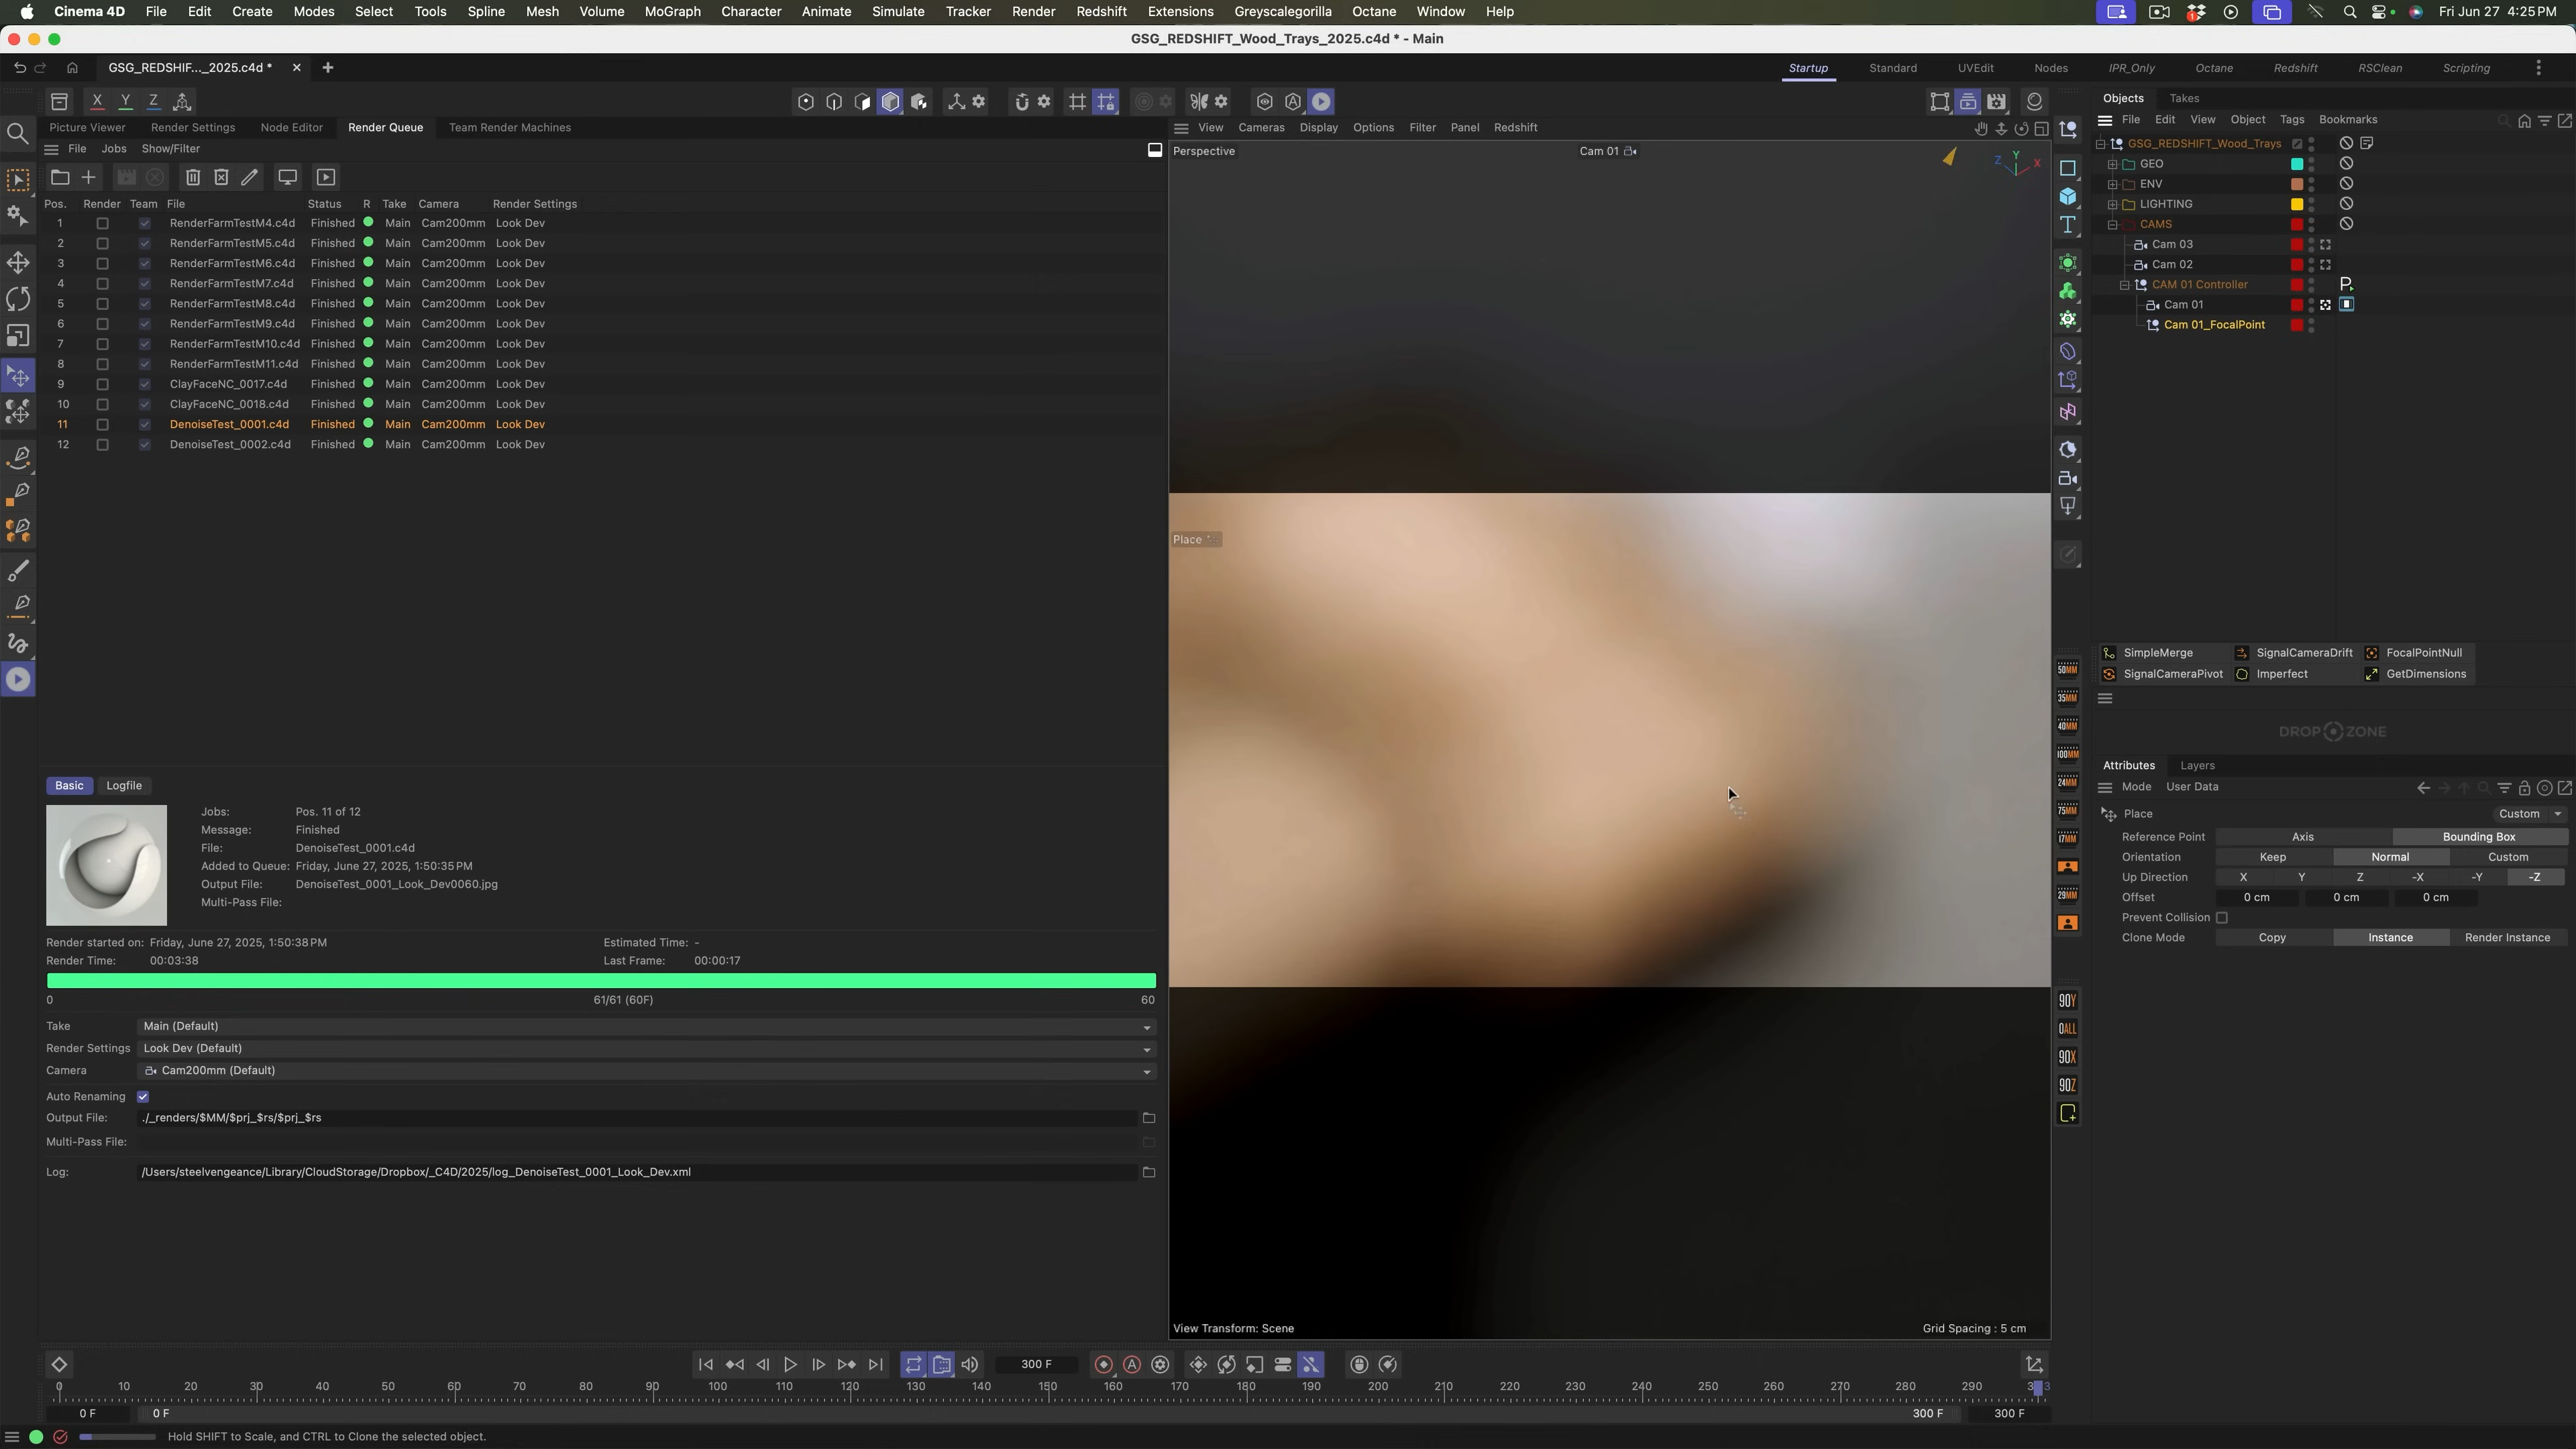 Cinema 4D File Edit Create Modes Select Tools Spline Mesh Volume MoGraph Character Animate Simulate Tracker Render Redshift Extensions Greyscalegorilla Octane Window Help Fri Jun 27 4:25 PM
GSG_REDSHIFT_Wood_Trays_2025.c4d * - Main
GSG_REDSHIF..._2025.c4d * Startup Standard UVEdit Nodes IPR_Only Octane Redshift RSClean Scripting
X Y Z
Objects Takes
Picture Viewer Render Settings Node Editor Render Queue Team Render Machines
View Cameras Display Options Filter Panel Redshift
File Edit View Object Tags Bookmarks
File Jobs Show/Filter
Perspective Cam 01
Z Y X
Pos. Render Team File Status R Take Camera Render Settings
1 RenderFarmTestM4.c4d Finished Main Cam200mm Look Dev
2 RenderFarmTestM5.c4d Finished Main Cam200mm Look Dev
3 RenderFarmTestM6.c4d Finished Main Cam200mm Look Dev
4 RenderFarmTestM7.c4d Finished Main Cam200mm Look Dev
5 RenderFarmTestM8.c4d Finished Main Cam200mm Look Dev
6 RenderFarmTestM9.c4d Finished Main Cam200mm Look Dev
7 RenderFarmTestM10.c4d Finished Main Cam200mm Look Dev
8 RenderFarmTestM11.c4d Finished Main Cam200mm Look Dev
9 ClayFaceNC_0017.c4d Finished Main Cam200mm Look Dev
10 ClayFaceNC_0018.c4d Finished Main Cam200mm Look Dev
11 DenoiseTest_0001.c4d Finished Main Cam200mm Look Dev
12 DenoiseTest_0002.c4d Finished Main Cam200mm Look Dev
GSG_REDSHIFT_Wood_Trays
GEO
ENV
LIGHTING
CAMS
Cam 03
Cam 02
CAM 01 Controller
Cam 01
Cam 01_FocalPoint
Place
SimpleMerge SignalCameraDrift FocalPointNull
SignalCameraPivot Imperfect GetDimensions
DROP ZONE
50MM
35MM
40MM
100MM
24MM
75MM
17MM
29MM
90Y
0ALL
90X
90Z
Attributes Layers
Mode User Data
Place Custom
Reference Point Axis Bounding Box
Orientation Keep Normal Custom
Up Direction X Y Z -X -Y -Z
Offset 0 cm 0 cm 0 cm
Prevent Collision
Clone Mode Copy Instance Render Instance
Basic Logfile
Jobs: Pos. 11 of 12
Message: Finished
File: DenoiseTest_0001.c4d
Added to Queue: Friday, June 27, 2025, 1:50:35 PM
Output File: DenoiseTest_0001_Look_Dev0060.jpg
Multi-Pass File:
Render started on: Friday, June 27, 2025, 1:50:38 PM Estimated Time: -
Render Time: 00:03:38 Last Frame: 00:00:17
0 61/61 (60F) 60
Take Main (Default)
Render Settings Look Dev (Default)
Camera Cam200mm (Default)
Auto Renaming
Output File: ./_renders/$MM/$prj_$rs/$prj_$rs
Multi-Pass File:
Log: /Users/steelvengeance/Library/CloudStorage/Dropbox/_C4D/2025/log_DenoiseTest_0001_Look_Dev.xml
View Transform: Scene Grid Spacing : 5 cm
300 F
0 10 20 30 40 50 60 70 80 90 100 110 120 130 140 150 160 170 180 190 200 210 220 230 240 250 260 270 280 290
0 F 0 F 300 F 300 F
Hold SHIFT to Scale, and CTRL to Clone the selected object.